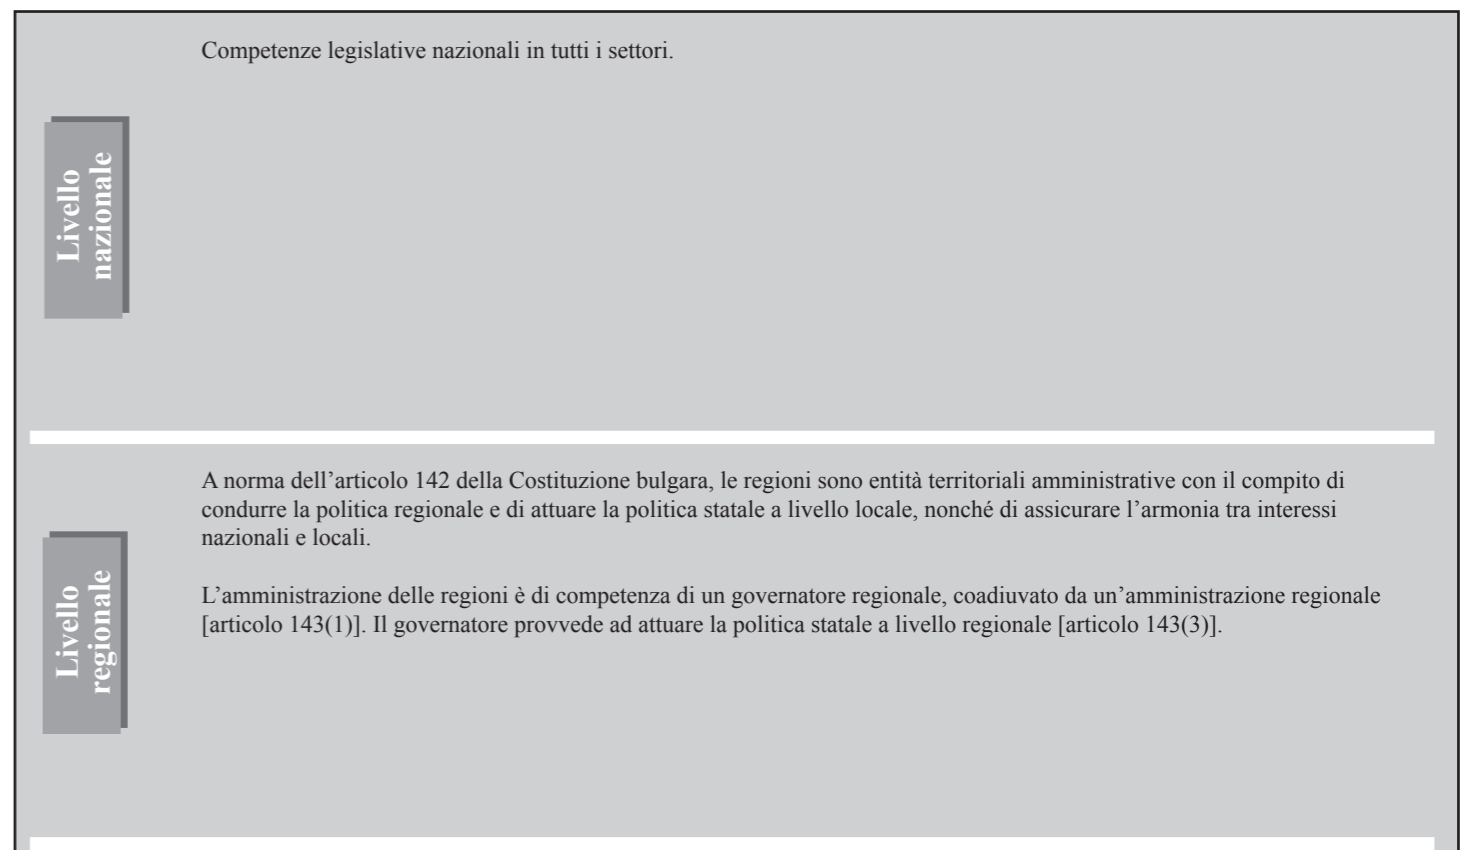 Competenze legislative nazionali in tutti i settori.
Livello
nazionale
A norma dell’articolo 142 della Costituzione bulgara, le regioni sono entità territoriali amministrative con il compito di
condurre la politica regionale e di attuare la politica statale a livello locale, nonché di assicurare l’armonia tra interessi
nazionali e locali.
L’amministrazione delle regioni è di competenza di un governatore regionale, coadiuvato da un’amministrazione regionale
[articolo 143(1)]. Il governatore provvede ad attuare la politica statale a livello regionale [articolo 143(3)].
Livello
regionale